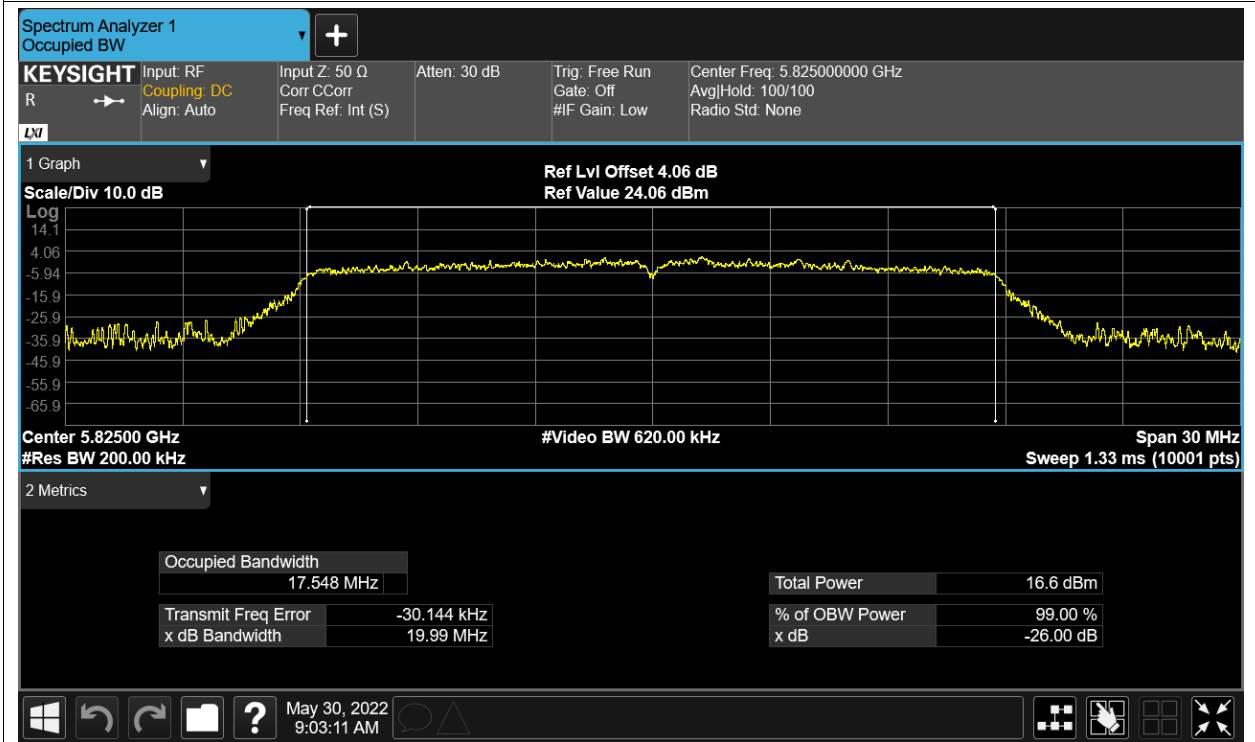 Spectrum Analyzer 1
Occupied BW
KEYSIGHT
R
LXI
Input: RF
Coupling: DC
Align: Auto
Input Z: 50 Ω
Corr CCorr
Freq Ref: Int (S)
Atten: 30 dB
Trig: Free Run
Gate: Off
#IF Gain: Low
Center Freq: 5.825000000 GHz
Avg|Hold: 100/100
Radio Std: None
1 Graph
Scale/Div 10.0 dB
Ref Lvl Offset 4.06 dB
Ref Value 24.06 dBm
Log
14.1
4.06
-5.94
-15.9
-25.9
-35.9
-45.9
-55.9
-65.9
Center 5.82500 GHz
#Video BW 620.00 kHz
Span 30 MHz
#Res BW 200.00 kHz
Sweep 1.33 ms (10001 pts)
2 Metrics
Occupied Bandwidth
17.548 MHz
Total Power 16.6 dBm
Transmit Freq Error -30.144 kHz
% of OBW Power 99.00 %
x dB Bandwidth 19.99 MHz
x dB -26.00 dB
?
May 30, 2022
9:03:11 AM